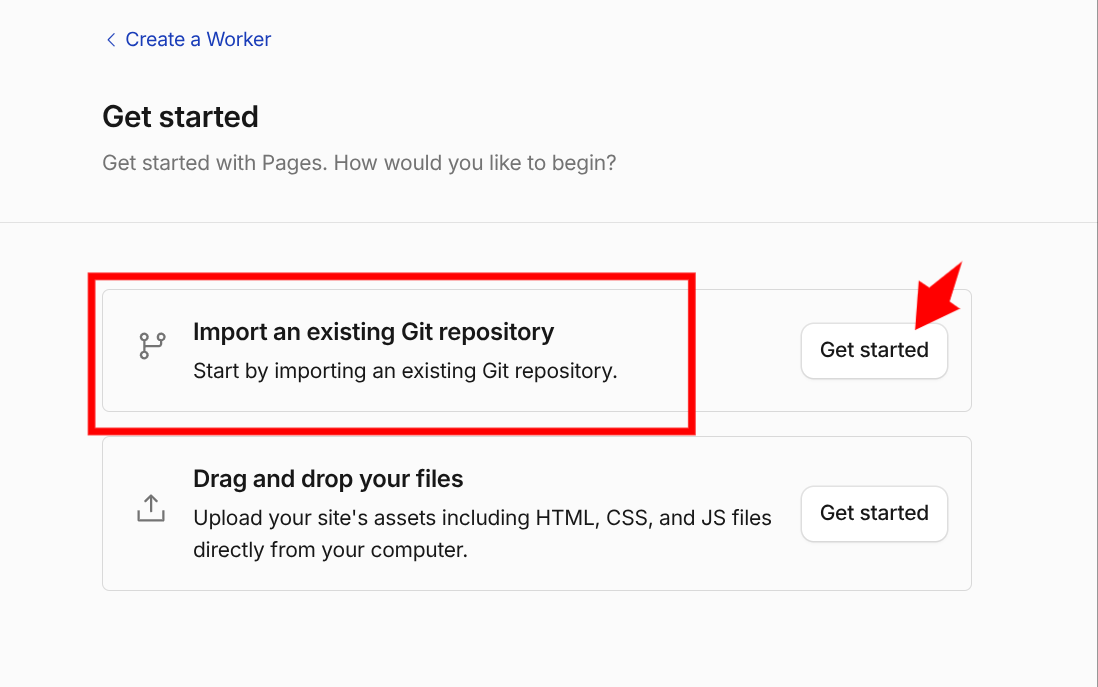 Create a Worker
Get started
Get started with Pages. How would you like to begin?
Import an existing Git repository
Start by importing an existing Git repository.
Get started
Drag and drop your files
Upload your site's assets including HTML, CSS, and JS files
directly from your computer.
Get started